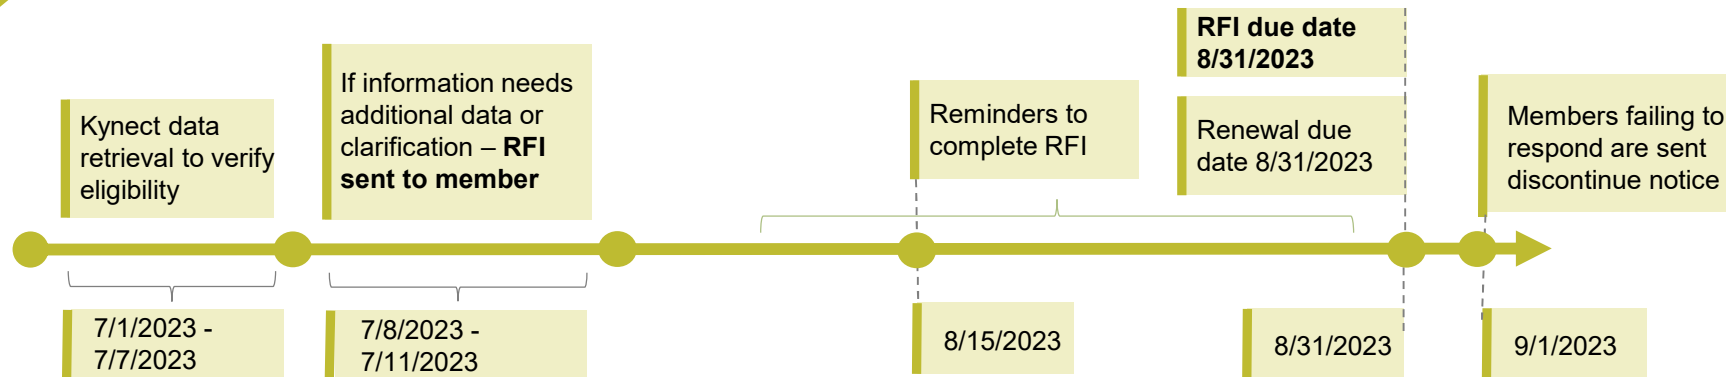 Kynect data
retrieval to verify
eligibility
If information needs
additional data or
clarification – RFI
sent to member
Reminders to
complete RFI
RFI due date
8/31/2023
Renewal due
date 8/31/2023
Members failing to
respond are sent
discontinue notice
7/1/2023 -
7/7/2023
7/8/2023 -
7/11/2023
8/15/2023
8/31/2023
9/1/2023